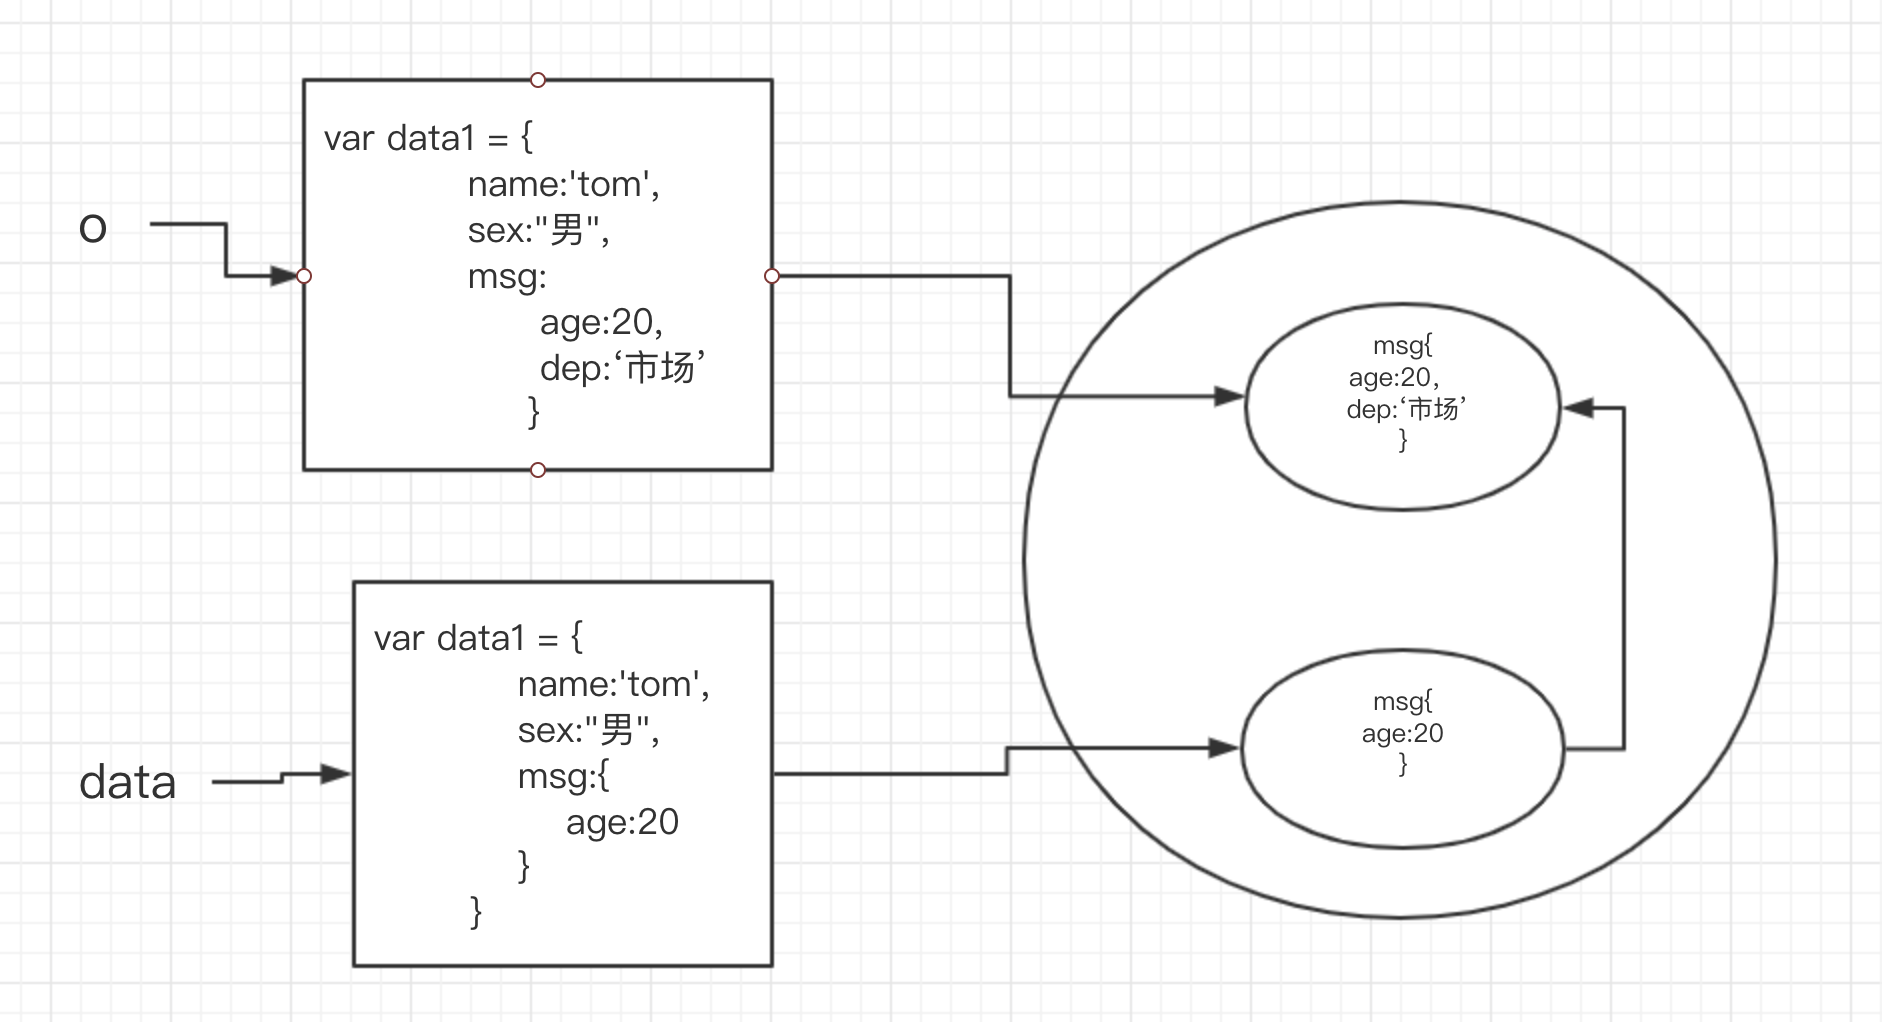 o
var data1 = {
name:'tom',
sex:"男",
msg:
age:20,
dep:‘市场’
}
data
var data1 = {
name:'tom',
sex:"男",
msg:{
age:20
}
}
msg{
age:20,
dep:‘市场’
}
msg{
age:20
}